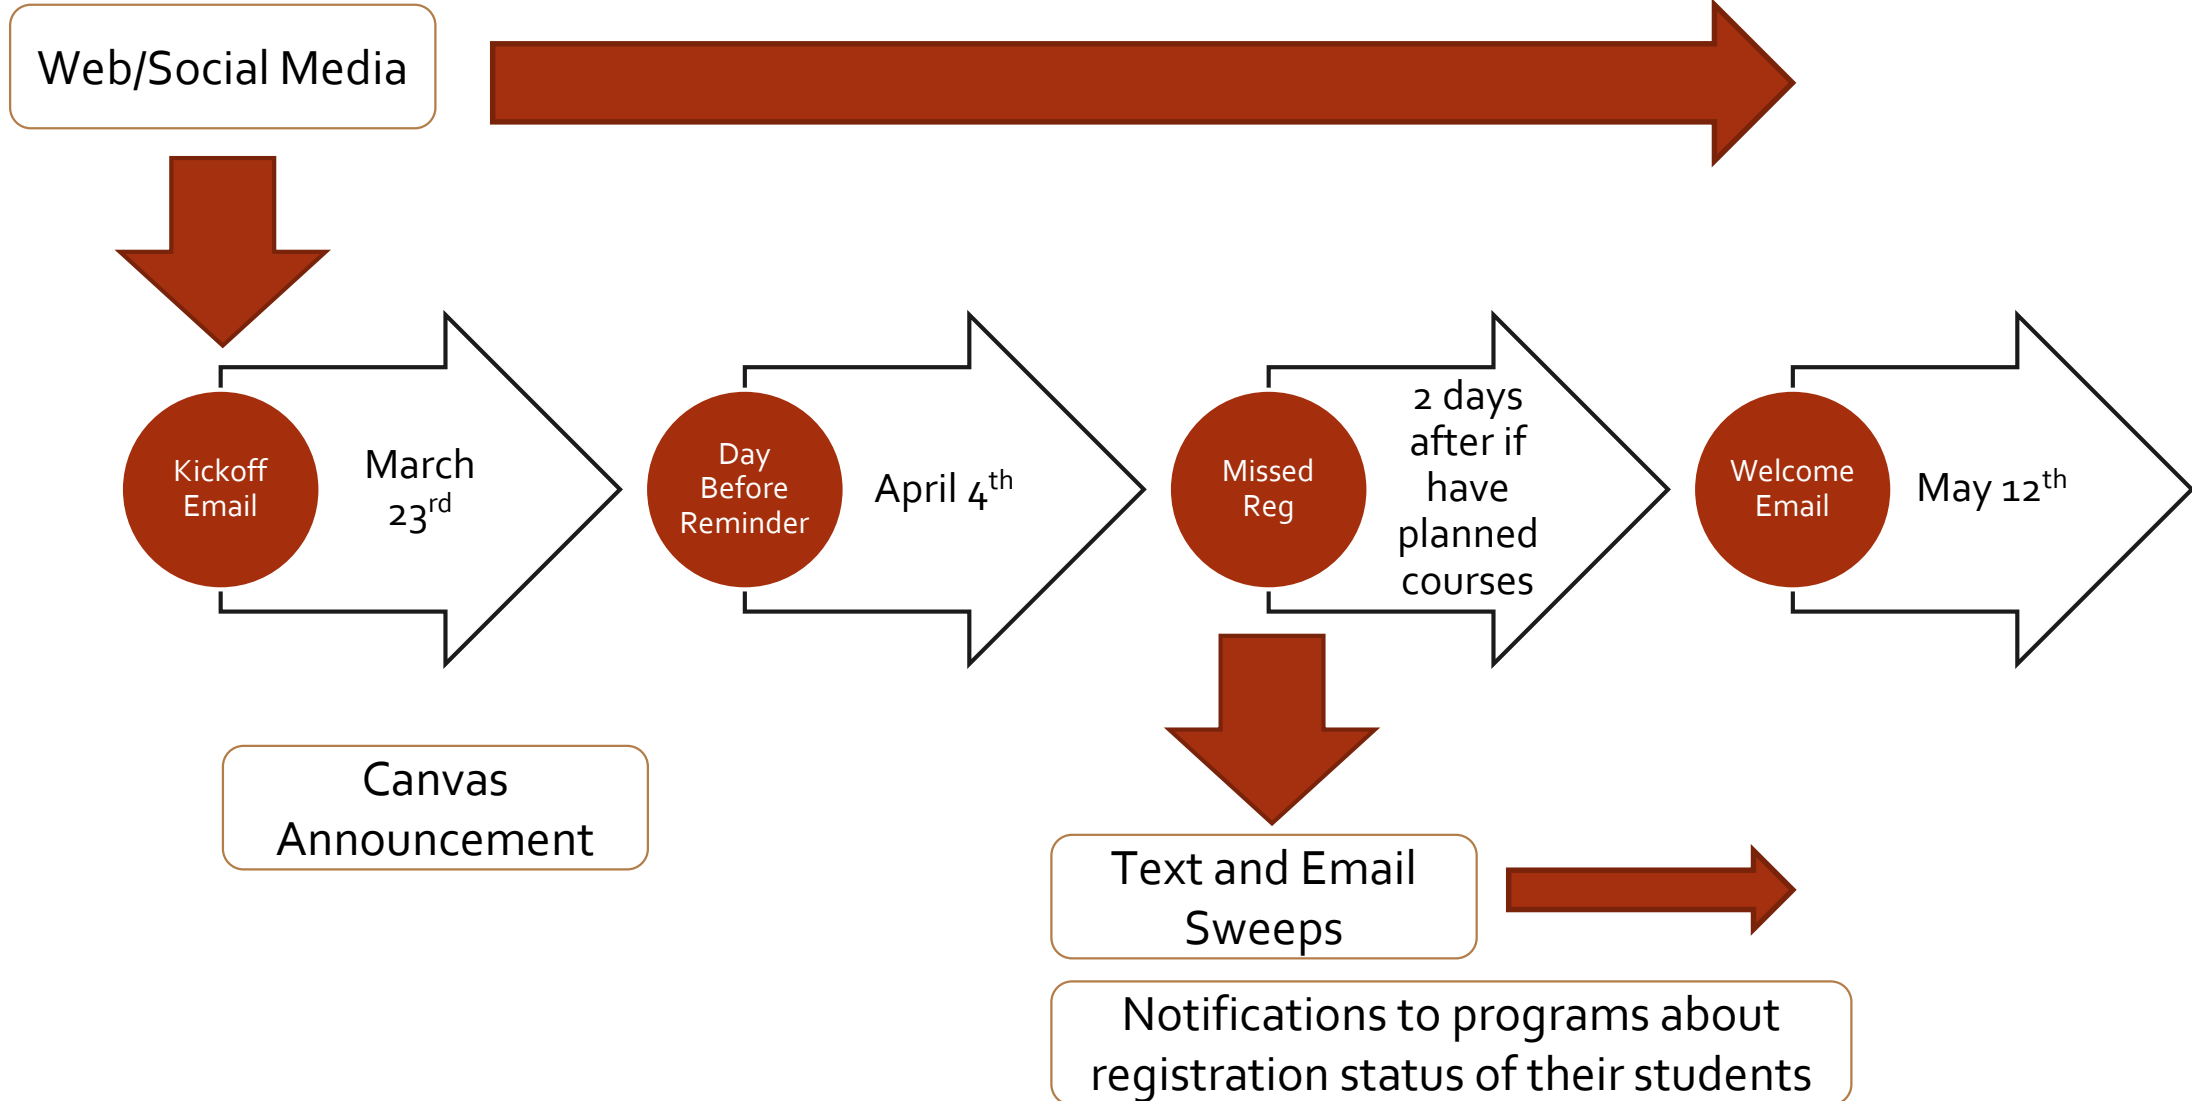 Web/Social Media
Kickoff
Email
March
23rd
Day
Before
Reminder
April 4th
Missed
Reg
2 days
after if
have
planned
courses
Welcome
Email
May 12th
Canvas
Announcement
Text and Email
Sweeps
Notifications to programs about
registration status of their students